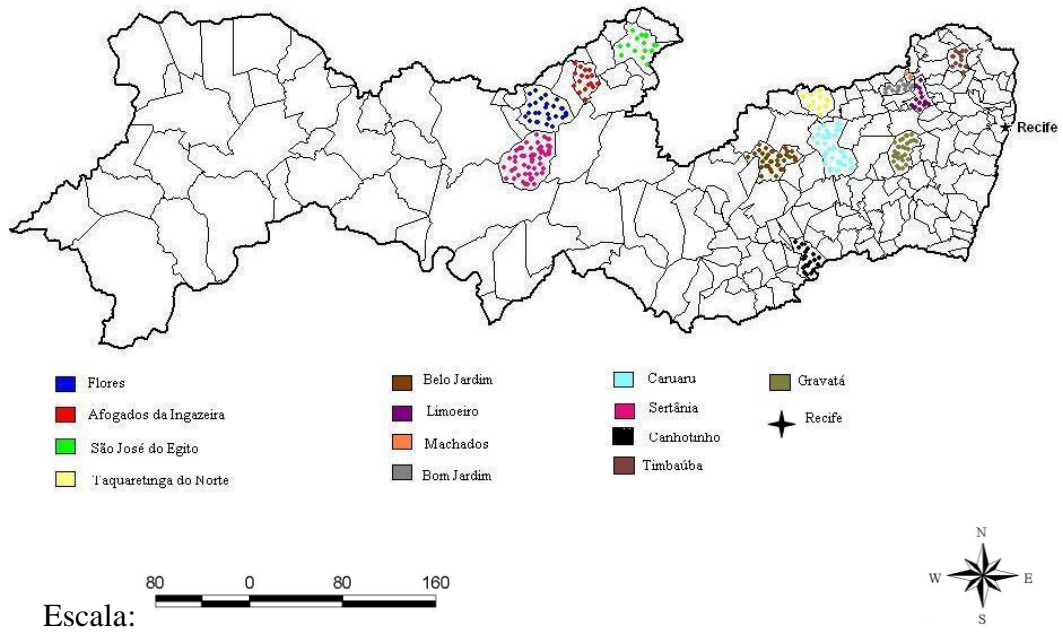 Recife
Flores
Afogados da Ingazeira
São José do Egito
Taquaretinga do Norte
Belo Jardim
Limoeiro
Machados
Bom Jardim
Caruaru
Sertânia
Canhotinho
Timbaúba
Gravatá
Recife
80 0 80 160
Escala:
N
W E
S